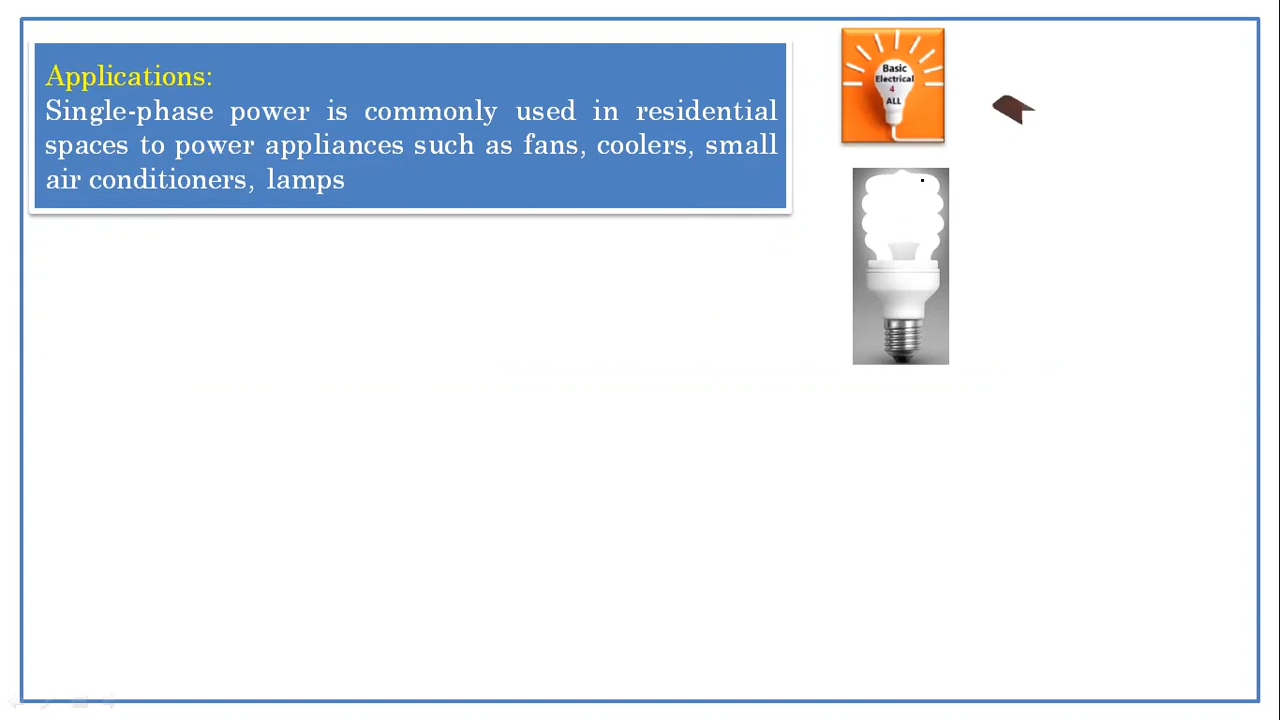 Applications:
Single-phase power is commonly used in residential
spaces to power appliances such as fans, coolers, small
air conditioners, lamps
Basic
Electrical
4
ALL